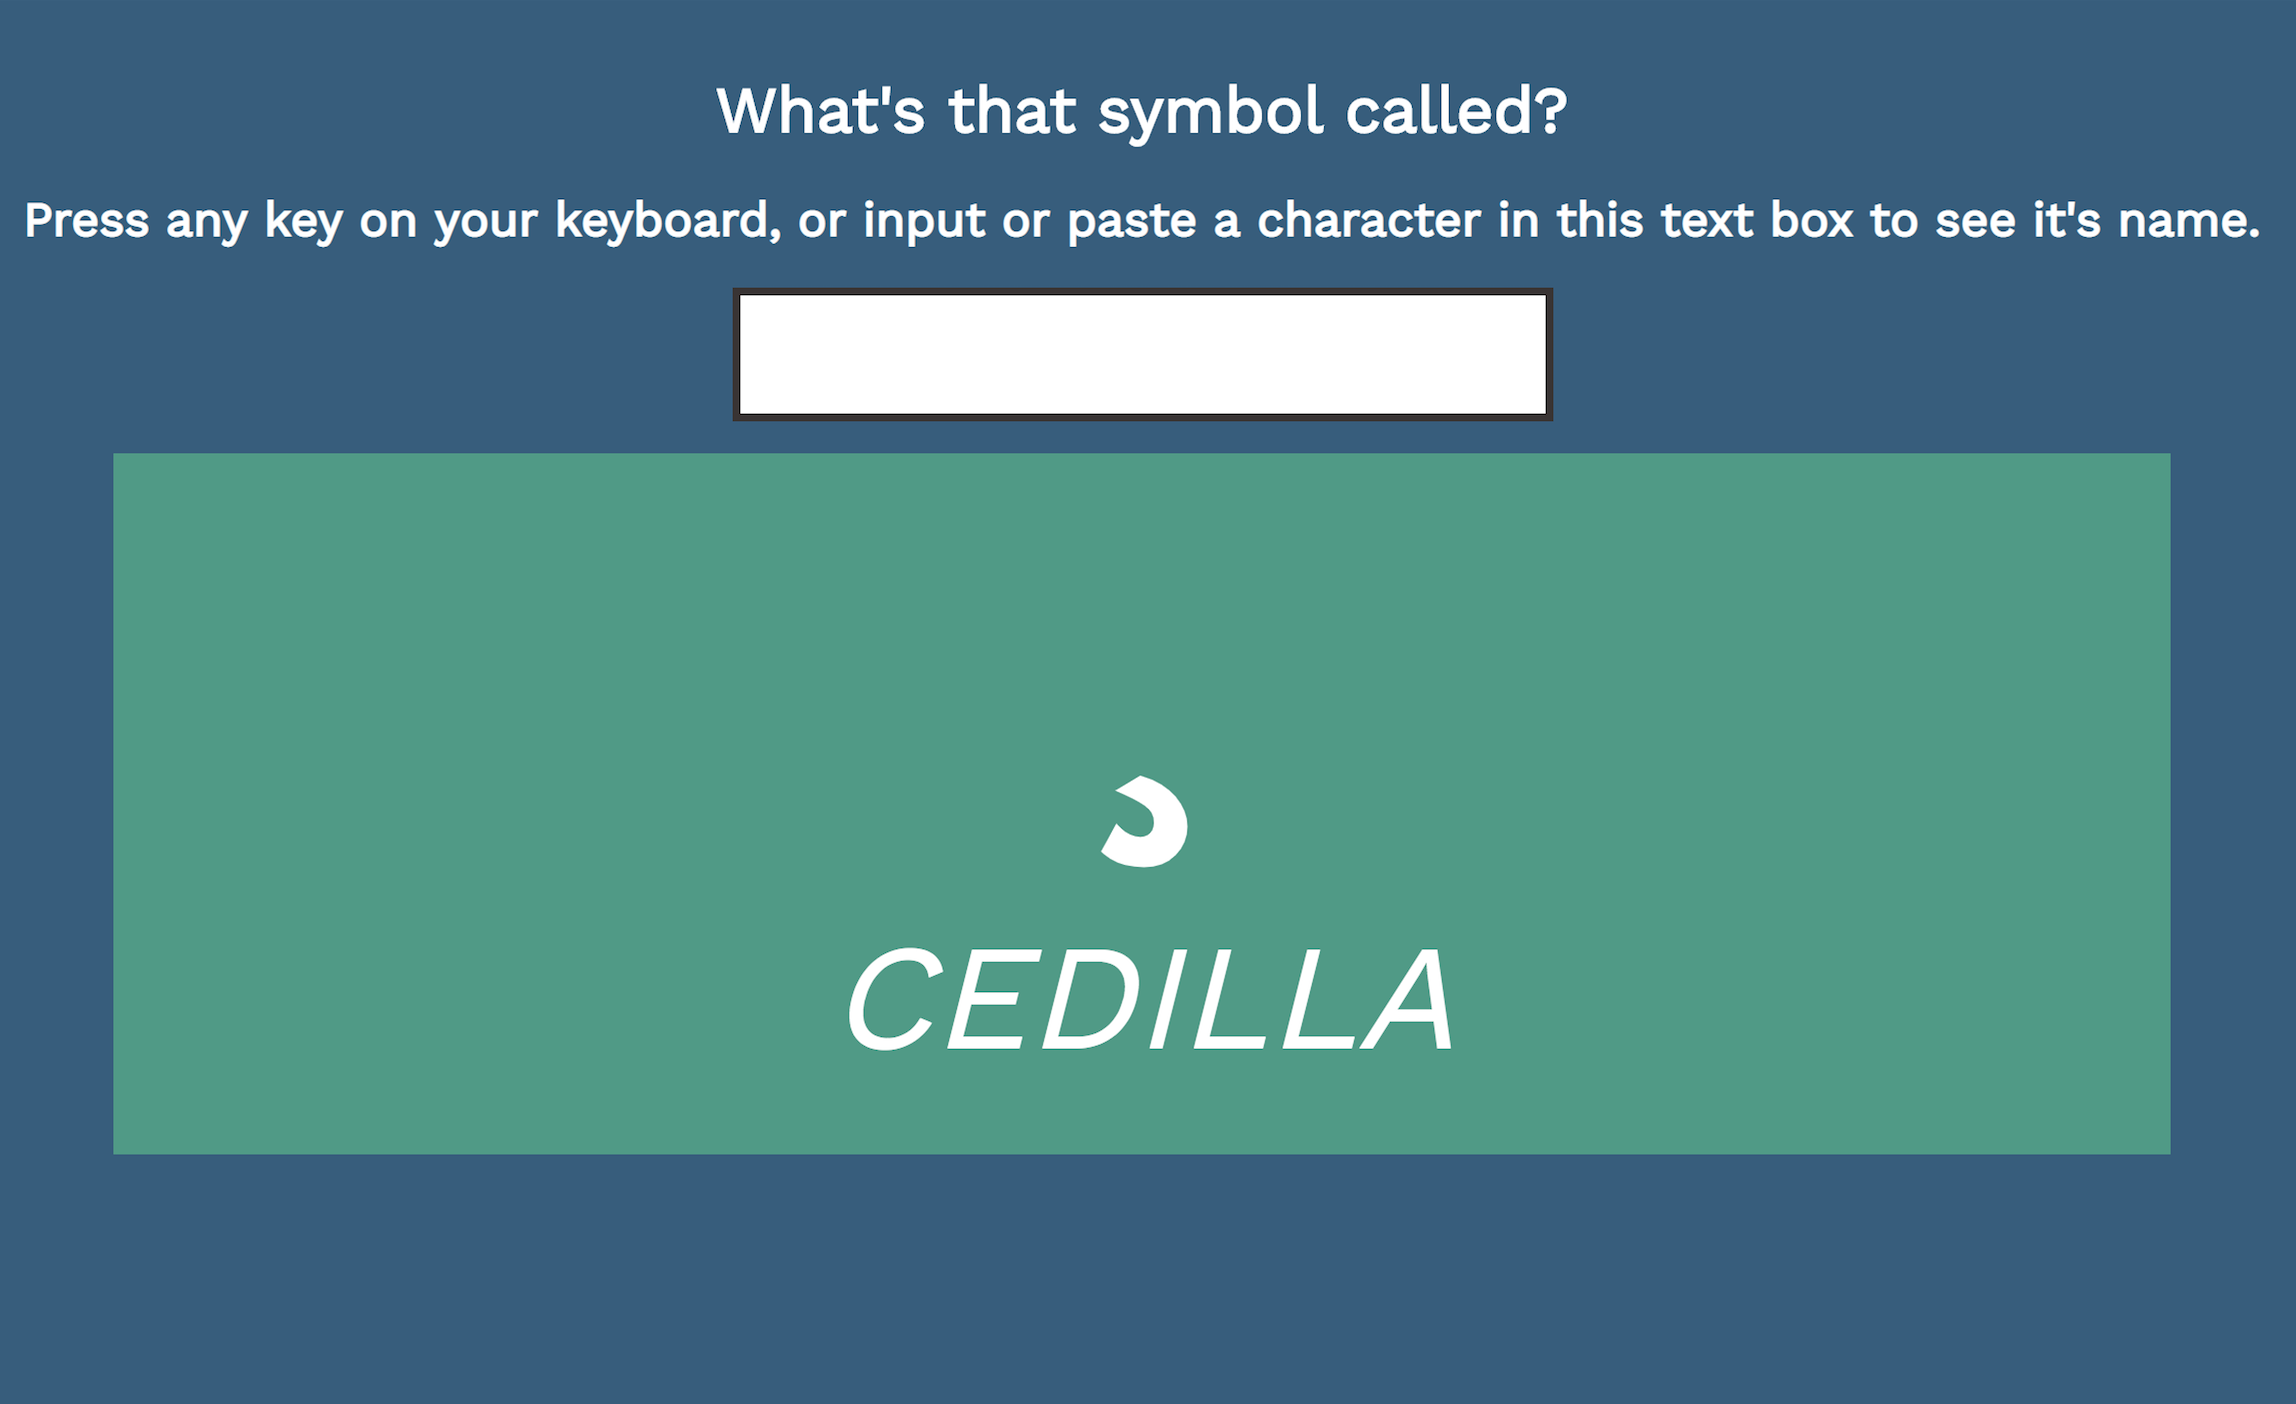 What's that symbol called?
Press any key on your keyboard, or input or paste a character in this text box to see it's name.
¸
CEDILLA